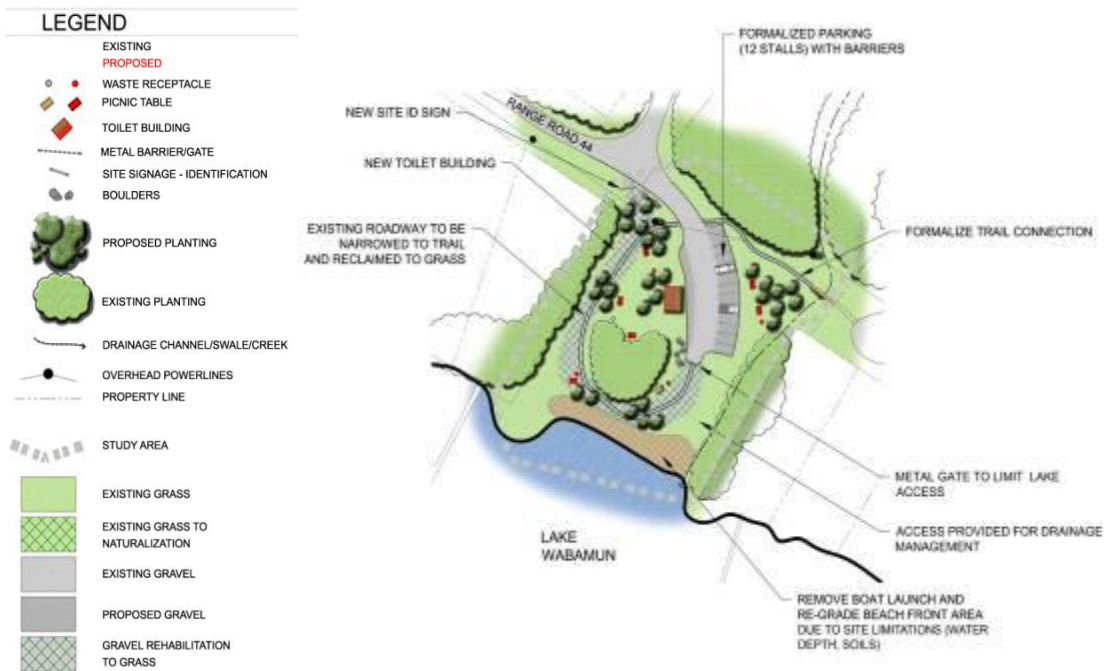 LEGEND
EXISTING
PROPOSED
WASTE RECEPTACLE
PICNIC TABLE
TOILET BUILDING
METAL BARRIER/GATE
SITE SIGNAGE - IDENTIFICATION
BOULDERS
PROPOSED PLANTING
EXISTING PLANTING
DRAINAGE CHANNEL/SWALE/CREEK
OVERHEAD POWERLINES
PROPERTY LINE
STUDY AREA
EXISTING GRASS
EXISTING GRASS TO
NATURALIZATION
EXISTING GRAVEL
PROPOSED GRAVEL
GRAVEL REHABILITATION
TO GRASS
FORMALIZED PARKING
(12 STALLS) WITH BARRIERS
NEW SITE ID SIGN
RANGE ROAD 44
NEW TOILET BUILDING
EXISTING ROADWAY TO BE
NARROWED TO TRAIL
AND RECLAIMED TO GRASS
FORMALIZE TRAIL CONNECTION
METAL GATE TO LIMIT LAKE
ACCESS
ACCESS PROVIDED FOR DRAINAGE
MANAGEMENT
LAKE
WABAMUN
REMOVE BOAT LAUNCH AND
RE-GRADE BEACH FRONT AREA
DUE TO SITE LIMITATIONS (WATER
DEPTH, SOILS)